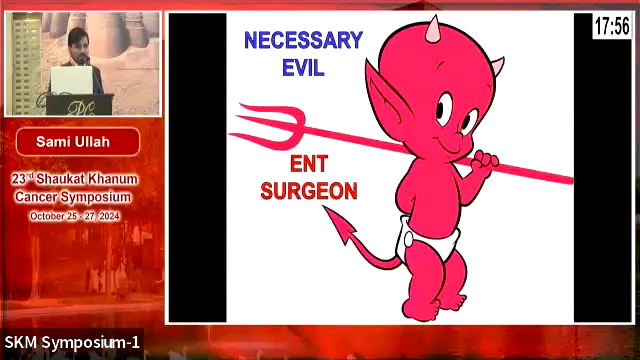 NECESSARY
EVIL
17:56
ENT
SURGEON
Sami Ullah
23rd Shaukat Khanum
Cancer Symposium
October 25 - 27, 2024
SKM Symposium-1